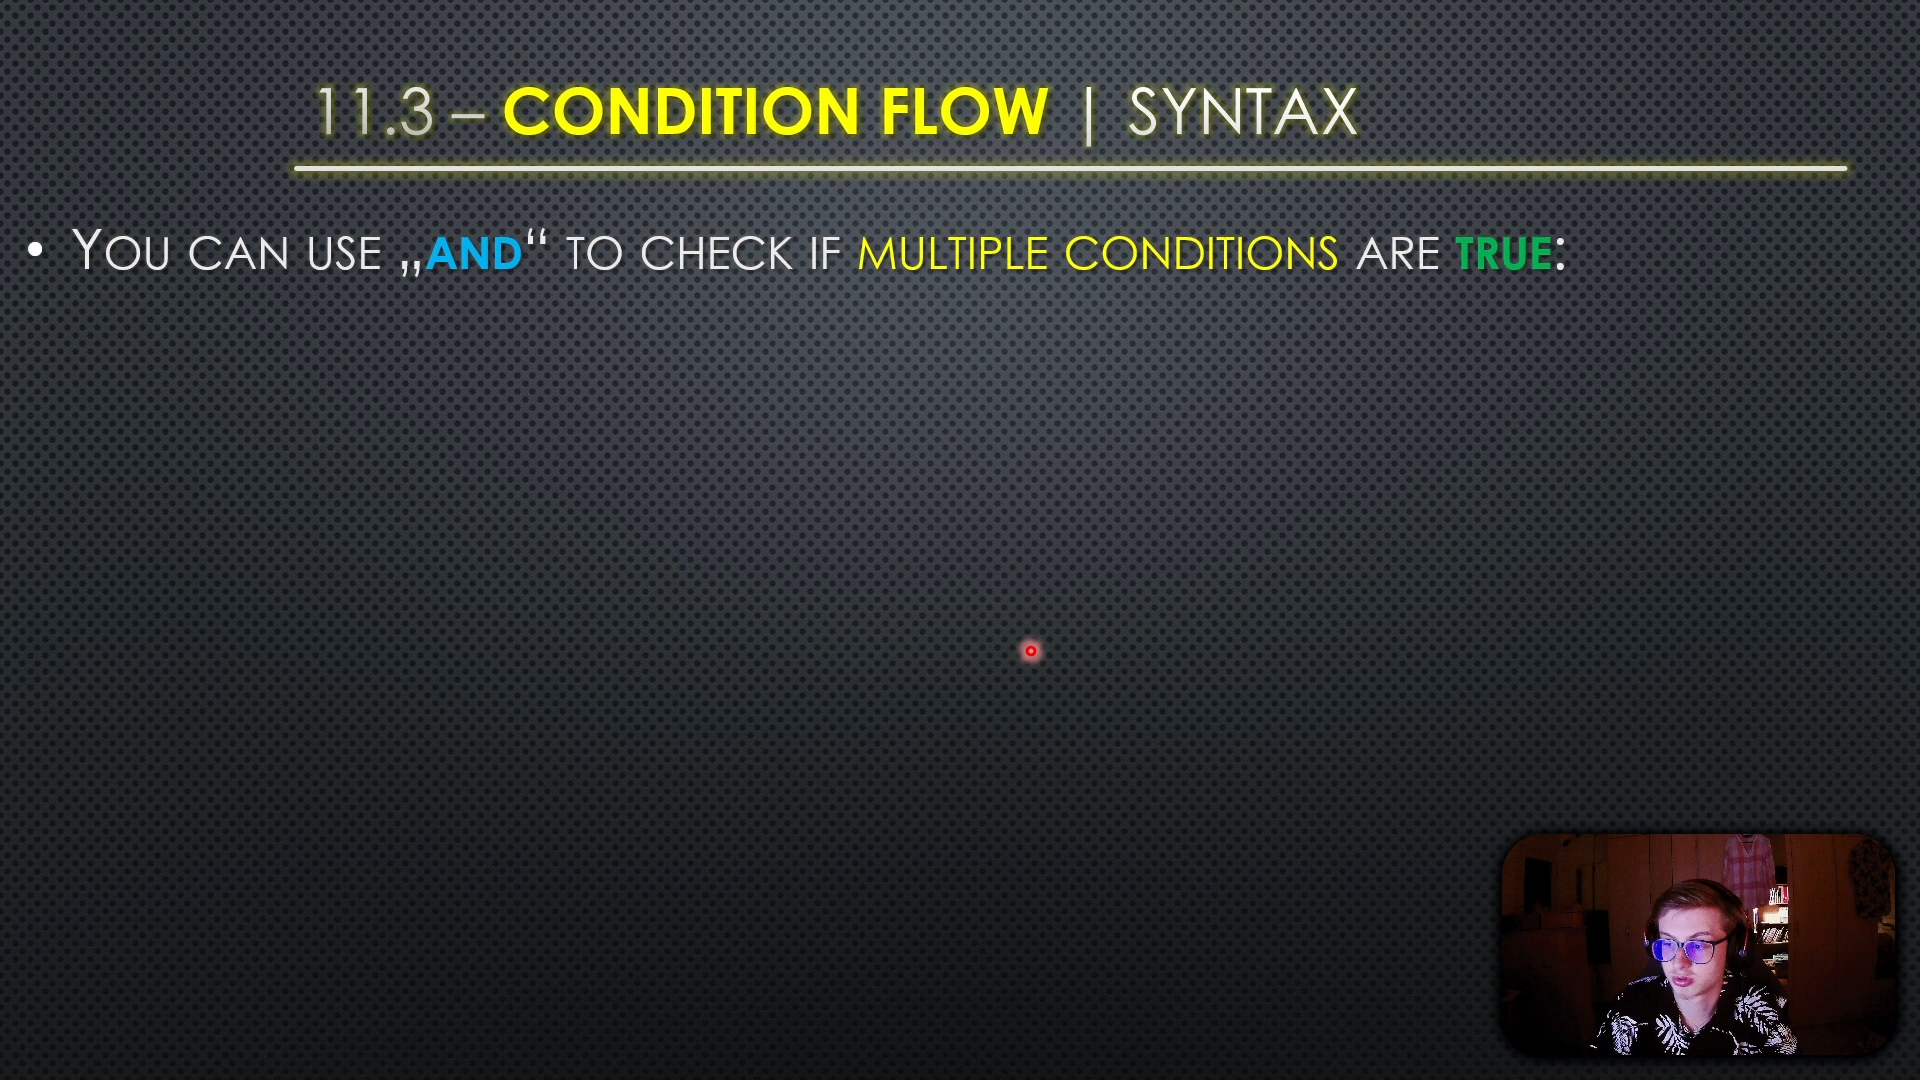 11.3 – CONDITION FLOW | SYNTAX
• YOU CAN USE „AND“ TO CHECK IF MULTIPLE CONDITIONS ARE TRUE: